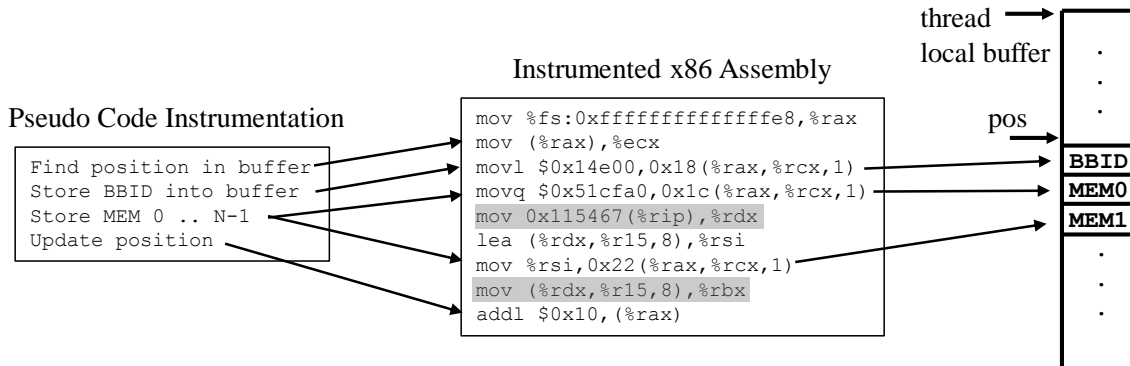 thread
local buffer
Instrumented x86 Assembly
Pseudo Code Instrumentation
pos
Find position in buffer
Store BBID into buffer
Store MEM 0 .. N-1
Update position
mov %fs:0xffffffffffffffe8,%rax
mov (%rax),%ecx
movl $0x14e00,0x18(%rax,%rcx,1)
movq $0x51cfa0,0x1c(%rax,%rcx,1)
mov 0x115467(%rip),%rdx
lea (%rdx,%r15,8),%rsi
mov %rsi,0x22(%rax,%rcx,1)
mov (%rdx,%r15,8),%rbx
addl $0x10,(%rax)
BBID
MEM0
MEM1